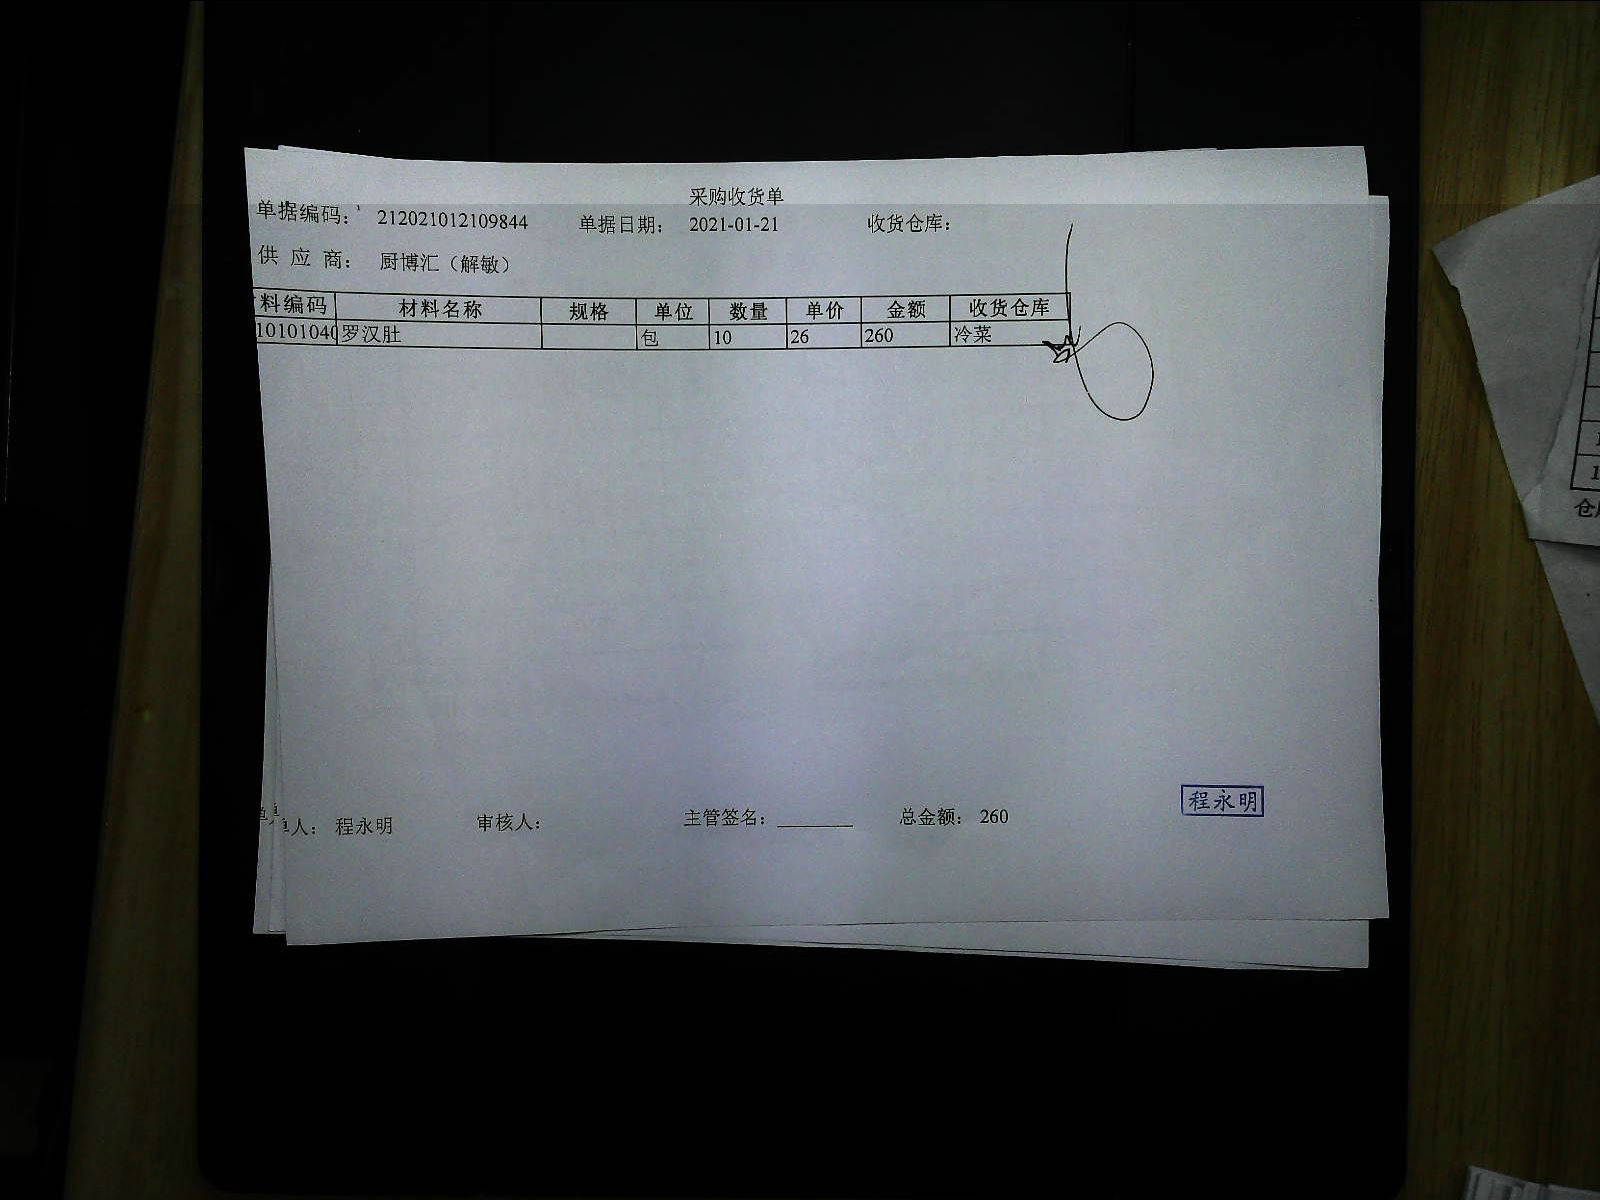 采购收货单
单据编码： 212021012109844 单据日期： 2021-01-21 收货仓库：
供 应 商： 厨博汇（解敏）
料编码 材料名称 规格 单位 数量 单价 金额 收货仓库
1010104 罗汉肚 包 10 26 260 冷菜
单人： 程永明 审核人： 主管签名： 总金额： 260
程永明